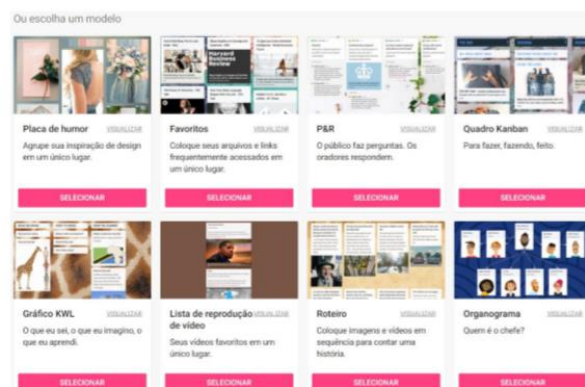 Ou escolha um modelo
Harvard
Business
Review
Placa de humor VISUALIZAR
Agrupe sua inspiração de design
em um único lugar.
SELECIONAR
Favoritos VISUALIZAR
Coloque seus arquivos e links
frequentemente acessados em
um único lugar.
SELECIONAR
P&R VISUALIZAR
O público faz perguntas. Os
oradores respondem.
SELECIONAR
Quadro Kanban VISUALIZAR
Para fazer, fazendo, feito.
SELECIONAR
Gráfico KWL VISUALIZAR
O que eu sei, o que eu imagino, o
que eu aprendi.
SELECIONAR
Lista de reprodução VISUALIZAR
de vídeo
Seus vídeos favoritos em um
único lugar.
SELECIONAR
Roteiro VISUALIZAR
Coloque imagens e vídeos em
sequência para contar uma
história.
SELECIONAR
Organograma VISUALIZAR
Quem é o chefe?
SELECIONAR